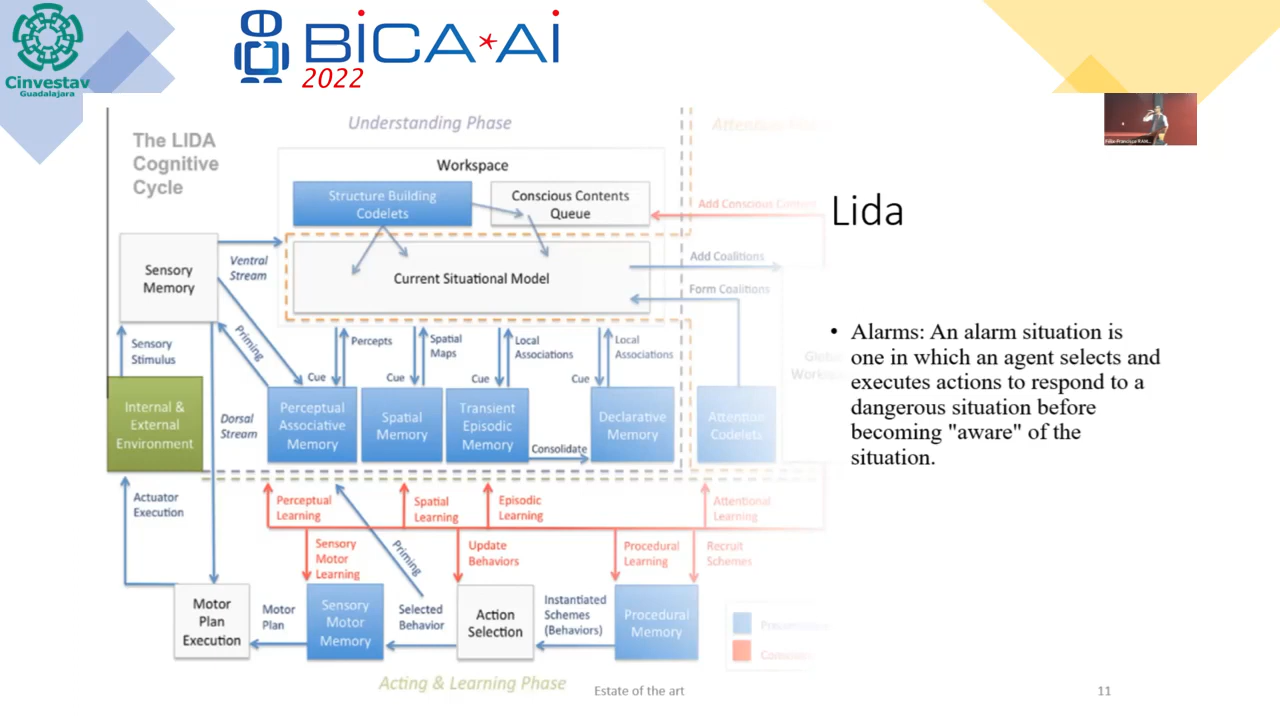 Cinvestav
Guadalajara
BiCA*Ai
2022
Understanding Phase
The LIDA
Cognitive
Cycle
Workspace
Structure Building
Codelets
Conscious Contents
Queue
Add Conscious
Lida
Sensory
Memory
Ventral
Stream
Current Situational Model
Add Coalitions
Form Coalitions
Priming
Sensory
Stimulus
Percepts
Spatial
Maps
Local
Associations
Local
Associations
Cue
Cue
Cue
Cue
Internal &
External
Environment
Dorsal
Stream
Perceptual
Associative
Memory
Spatial
Memory
Transient
Episodic
Memory
Consolidate
Declarative
Memory
Attention
Codelets
• Alarms: An alarm situation is
one in which an agent selects and
executes actions to respond to a
dangerous situation before
becoming "aware" of the
situation.
Actuator
Execution
Perceptual
Learning
Spatial
Learning
Episodic
Learning
Attentional
Learning
Sensory
Motor
Learning
Priming
Update
Behaviors
Procedural
Learning
Recruit
Schemes
Motor
Plan
Execution
Motor
Plan
Sensory
Motor
Memory
Selected
Behavior
Action
Selection
Instantiated
Schemes
(Behaviors)
Procedural
Memory
Acting & Learning Phase
Estate of the art
11